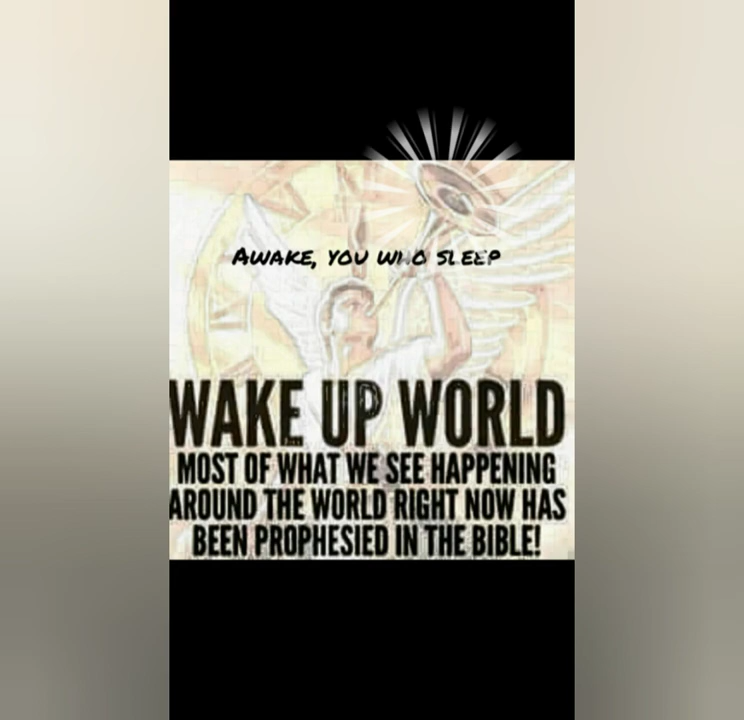 AWAKE, YOU WHO SLEEP
WAKE UP WORLD
MOST OF WHAT WE SEE HAPPENING
AROUND THE WORLD RIGHT NOW HAS
BEEN PROPHESIED IN THE BIBLE!